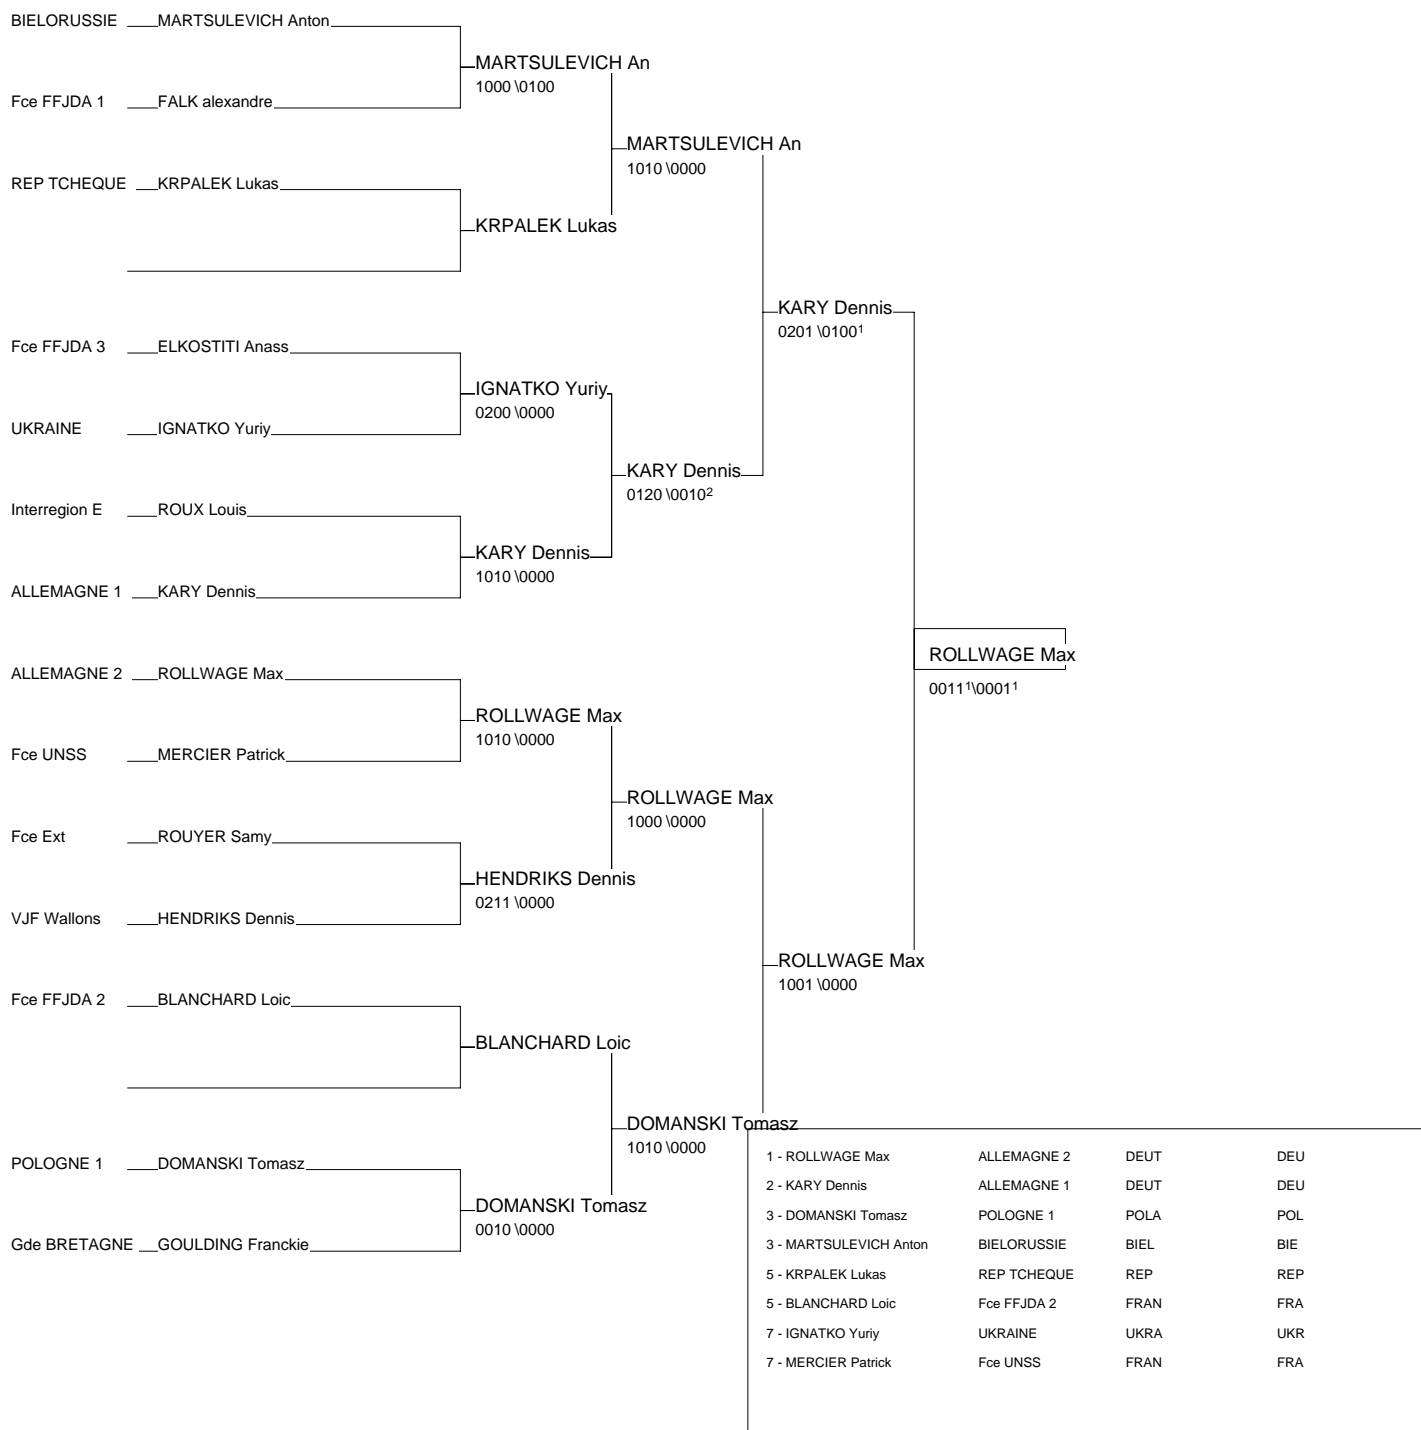 BIELORUSSIE MARTSULEVICH Anton
MARTSULEVICH An
1000 \0100
Fce FFJDA 1 FALK alexandre
MARTSULEVICH An
1010 \0000
REP TCHEQUE KRPALEK Lukas
KRPALEK Lukas
KARY Dennis
0201 \0100¹
Fce FFJDA 3 ELKOSTITI Anass
IGNATKO Yuriy
0200 \0000
UKRAINE IGNATKO Yuriy
KARY Dennis
0120 \0010²
Interregion E ROUX Louis
KARY Dennis
1010 \0000
ALLEMAGNE 1 KARY Dennis
ROLLWAGE Max
0011¹\0001¹
ALLEMAGNE 2 ROLLWAGE Max
ROLLWAGE Max
1010 \0000
Fce UNSS MERCIER Patrick
ROLLWAGE Max
1000 \0000
Fce Ext ROUYER Samy
HENDRIKS Dennis
0211 \0000
VJF Wallons HENDRIKS Dennis
ROLLWAGE Max
1001 \0000
Fce FFJDA 2 BLANCHARD Loic
BLANCHARD Loic
DOMANSKI Tomasz
1010 \0000
POLOGNE 1 DOMANSKI Tomasz
DOMANSKI Tomasz
0010 \0000
Gde BRETAGNE GOULDING Franckie
1 - ROLLWAGE Max ALLEMAGNE 2 DEUT DEU
2 - KARY Dennis ALLEMAGNE 1 DEUT DEU
3 - DOMANSKI Tomasz POLOGNE 1 POLA POL
3 - MARTSULEVICH Anton BIELORUSSIE BIEL BIE
5 - KRPALEK Lukas REP TCHEQUE REP REP
5 - BLANCHARD Loic Fce FFJDA 2 FRAN FRA
7 - IGNATKO Yuriy UKRAINE UKRA UKR
7 - MERCIER Patrick Fce UNSS FRAN FRA